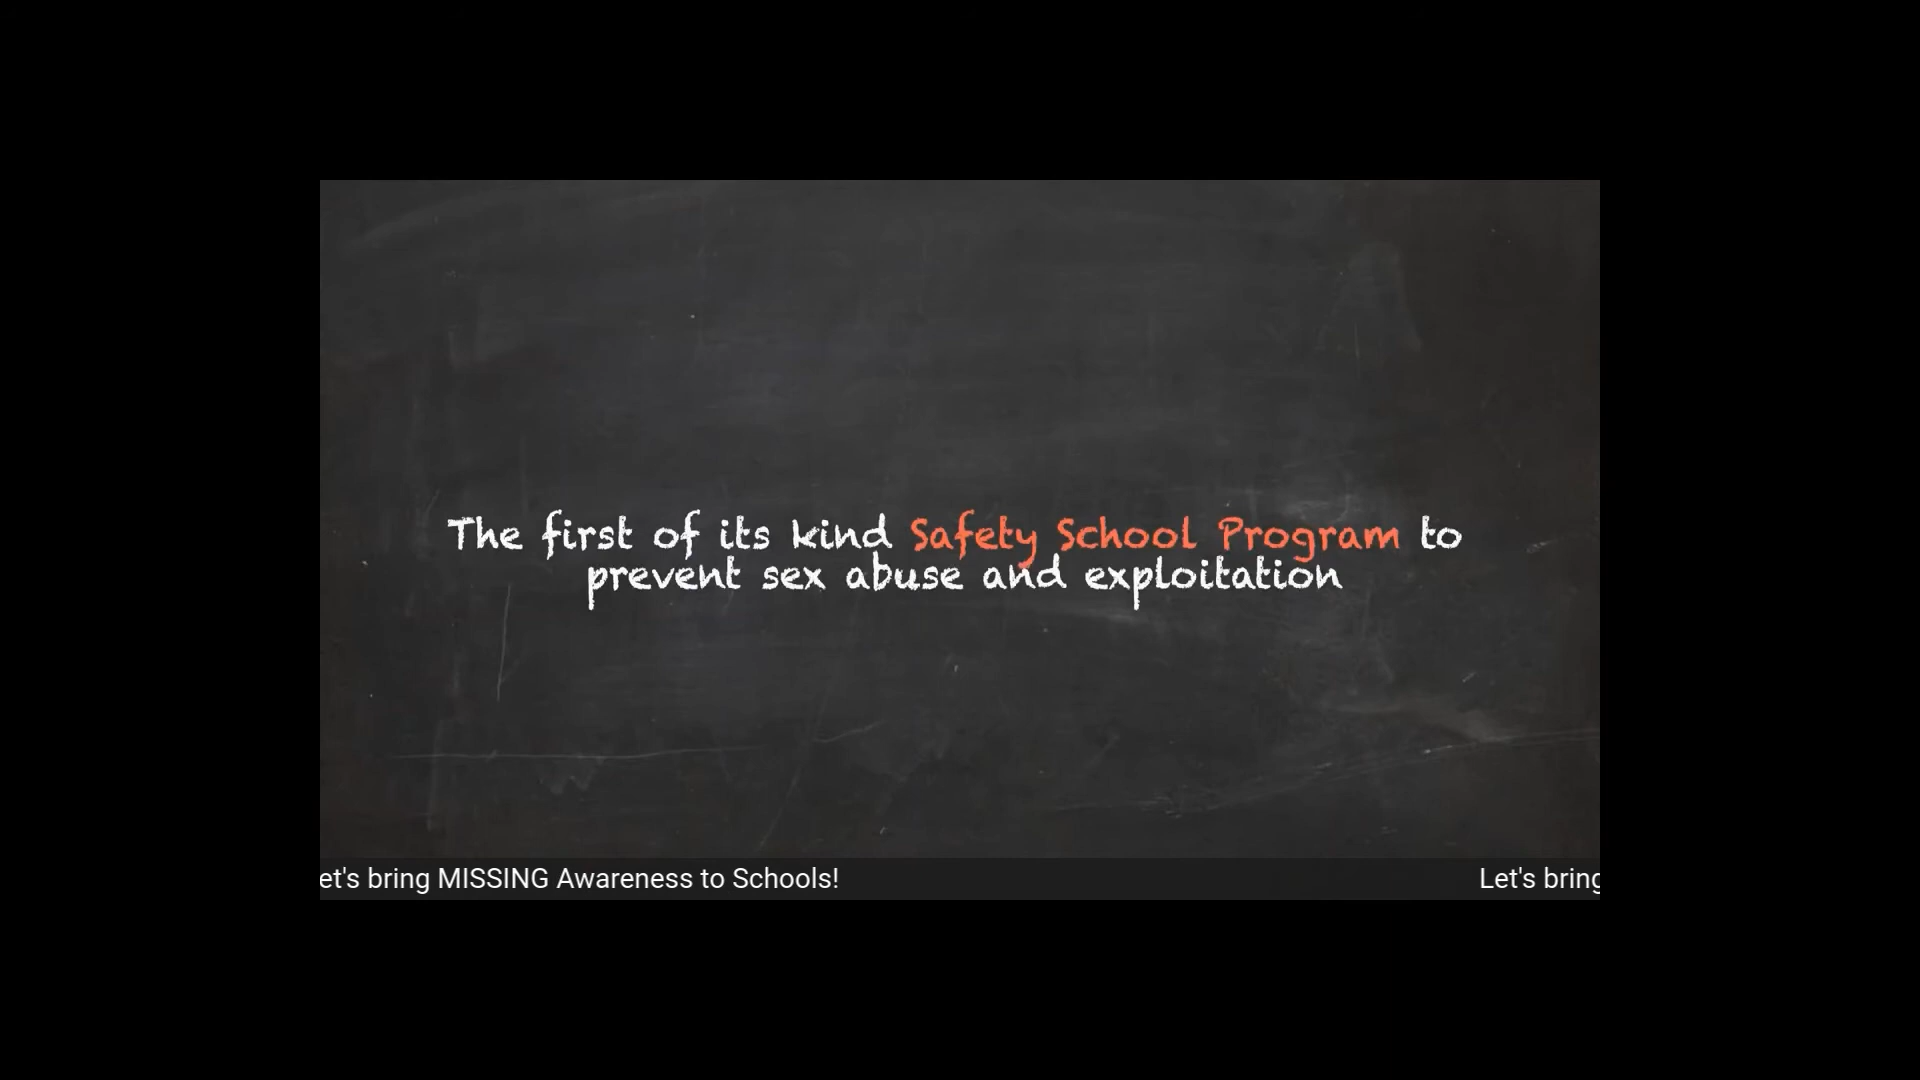 The first of its kind Safety School Program to
prevent sex abuse and exploitation
et's bring MISSING Awareness to Schools! Let's bring